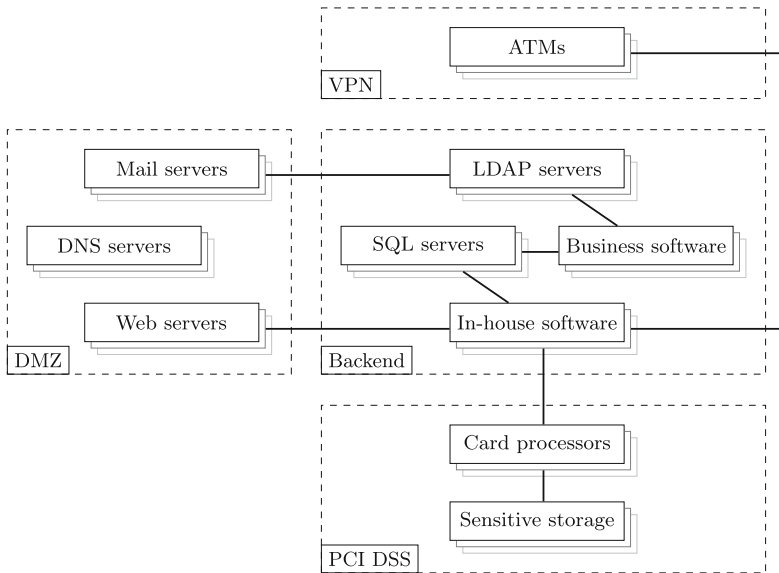 ATMs
VPN
Mail servers
LDAP servers
DNS servers
SQL servers
Business software
Web servers
In-house software
DMZ
Backend
Card processors
Sensitive storage
PCI DSS